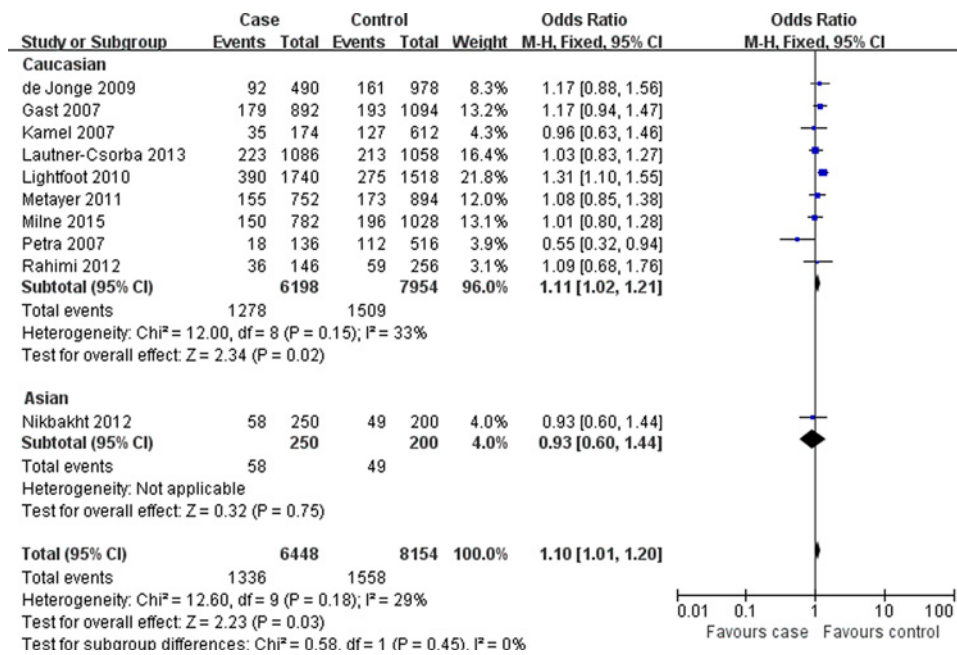 Case Control Odds Ratio Odds Ratio
Study or Subgroup Events Total Events Total Weight M-H, Fixed, 95% CI M-H, Fixed, 95% CI
Caucasian
de Jonge 2009 92 490 161 978 8.3% 1.17 [0.88, 1.56]
Gast 2007 179 892 193 1094 13.2% 1.17 [0.94, 1.47]
Kamel 2007 35 174 127 612 4.3% 0.96 [0.63, 1.46]
Lautner-Csorba 2013 223 1086 213 1058 16.4% 1.03 [0.83, 1.27]
Lightfoot 2010 390 1740 275 1518 21.8% 1.31 [1.10, 1.55]
Metayer 2011 155 752 173 894 12.0% 1.08 [0.85, 1.38]
Milne 2015 150 782 196 1028 13.1% 1.01 [0.80, 1.28]
Petra 2007 18 136 112 516 3.9% 0.55 [0.32, 0.94]
Rahimi 2012 36 146 59 256 3.1% 1.09 [0.68, 1.76]
Subtotal (95% CI) 6198 7954 96.0% 1.11 [1.02, 1.21]
Total events 1278 1509
Heterogeneity: Chi² = 12.00, df = 8 (P = 0.15); I² = 33%
Test for overall effect: Z = 2.34 (P = 0.02)
Asian
Nikbakht 2012 58 250 49 200 4.0% 0.93 [0.60, 1.44]
Subtotal (95% CI) 250 200 4.0% 0.93 [0.60, 1.44]
Total events 58 49
Heterogeneity: Not applicable
Test for overall effect: Z = 0.32 (P = 0.75)
Total (95% CI) 6448 8154 100.0% 1.10 [1.01, 1.20]
Total events 1336 1558
Heterogeneity: Chi² = 12.60, df = 9 (P = 0.18); I² = 29%
Test for overall effect: Z = 2.23 (P = 0.03)
Test for subgroup differences: Chi² = 0.58, df = 1 (P = 0.45), I² = 0%
0.01 0.1 1 10 100
Favours case Favours control